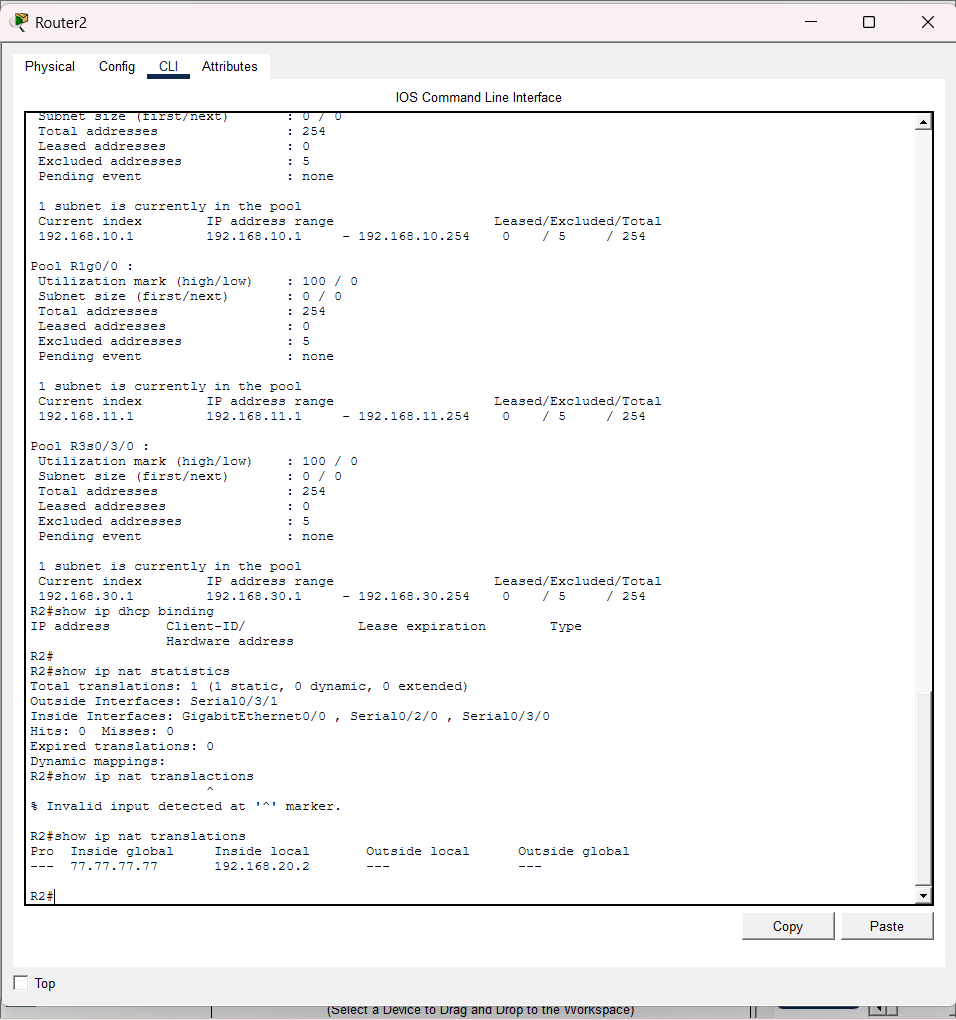 Router2
Physical Config CLI Attributes
IOS Command Line Interface
Subnet size (first/next) : 0 / 0
Total addresses : 254
Leased addresses : 0
Excluded addresses : 5
Pending event : none
1 subnet is currently in the pool
Current index IP address range Leased/Excluded/Total
192.168.10.1 192.168.10.1 - 192.168.10.254 0 / 5 / 254
Pool R1g0/0 :
Utilization mark (high/low) : 100 / 0
Subnet size (first/next) : 0 / 0
Total addresses : 254
Leased addresses : 0
Excluded addresses : 5
Pending event : none
1 subnet is currently in the pool
Current index IP address range Leased/Excluded/Total
192.168.11.1 192.168.11.1 - 192.168.11.254 0 / 5 / 254
Pool R3s0/3/0 :
Utilization mark (high/low) : 100 / 0
Subnet size (first/next) : 0 / 0
Total addresses : 254
Leased addresses : 0
Excluded addresses : 5
Pending event : none
1 subnet is currently in the pool
Current index IP address range Leased/Excluded/Total
192.168.30.1 192.168.30.1 - 192.168.30.254 0 / 5 / 254
R2#show ip dhcp binding
IP address Client-ID/ Lease expiration Type
Hardware address
R2#
R2#show ip nat statistics
Total translations: 1 (1 static, 0 dynamic, 0 extended)
Outside Interfaces: Serial0/3/1
Inside Interfaces: GigabitEthernet0/0 , Serial0/2/0 , Serial0/3/0
Hits: 0 Misses: 0
Expired translations: 0
Dynamic mappings:
R2#show ip nat translactions
^
% Invalid input detected at '^' marker.
R2#show ip nat translations
Pro Inside global Inside local Outside local Outside global
--- 77.77.77.77 192.168.20.2 --- ---
R2#
Copy Paste
Top
(Select a Device to Drag and Drop to the Workspace)